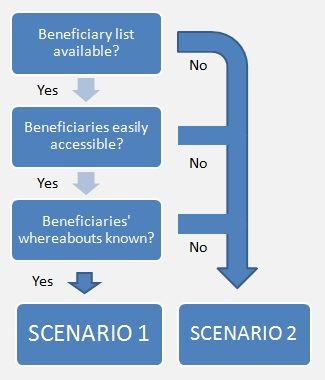 Beneficiary list
available?
No
Yes
Beneficiaries easily
accessible?
No
Yes
Beneficiaries'
whereabouts known?
No
Yes
SCENARIO 1
SCENARIO 2